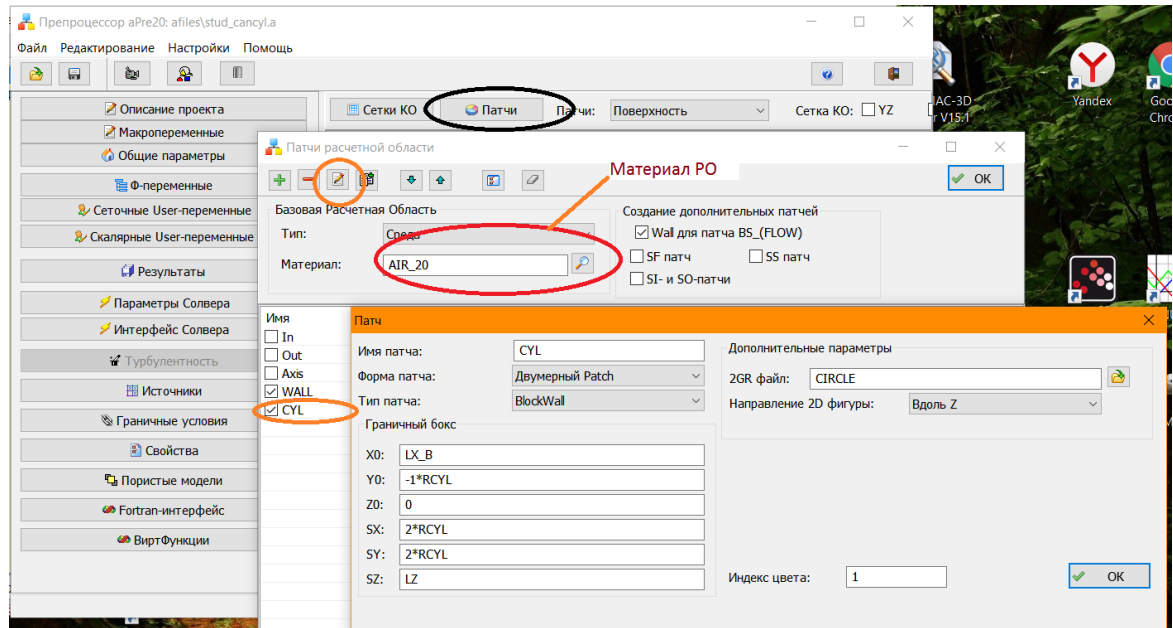 Препроцессор aPre20: afiles\stud_cancyl.a
Файл Редактирование Настройки Помощь
Описание проекта
Макропеременные
Общие параметры
Ф-переменные
Сеточные User-переменные
Скалярные User-переменные
Результаты
Параметры Солвера
Интерфейс Солвера
Турбулентность
Источники
Граничные условия
Свойства
Пористые модели
Fortran-интерфейс
ВиртФункции
Сетки КО
Патчи
Патчи: Поверхность
Сетка КО: YZ
Патчи расчетной области
Материал РО
OK
Базовая Расчетная Область
Тип: Среда
Материал: AIR_20
Создание дополнительных патчей
Wall для патча BS_(FLOW)
SF патч SS патч
SI- и SO-патчи
Имя
In
Out
Axis
WALL
CYL
Патч
Имя патча: CYL
Форма патча: Двумерный Patch
Тип патча: BlockWall
Граничный бокс
X0: LX_B
Y0: -1*RCYL
Z0: 0
SX: 2*RCYL
SY: 2*RCYL
SZ: LZ
Дополнительные параметры
2GR файл: CIRCLE
Направление 2D фигуры: Вдоль Z
Индекс цвета: 1
OK
AC-3D
r V15.1
Yandex
Goo
Chro